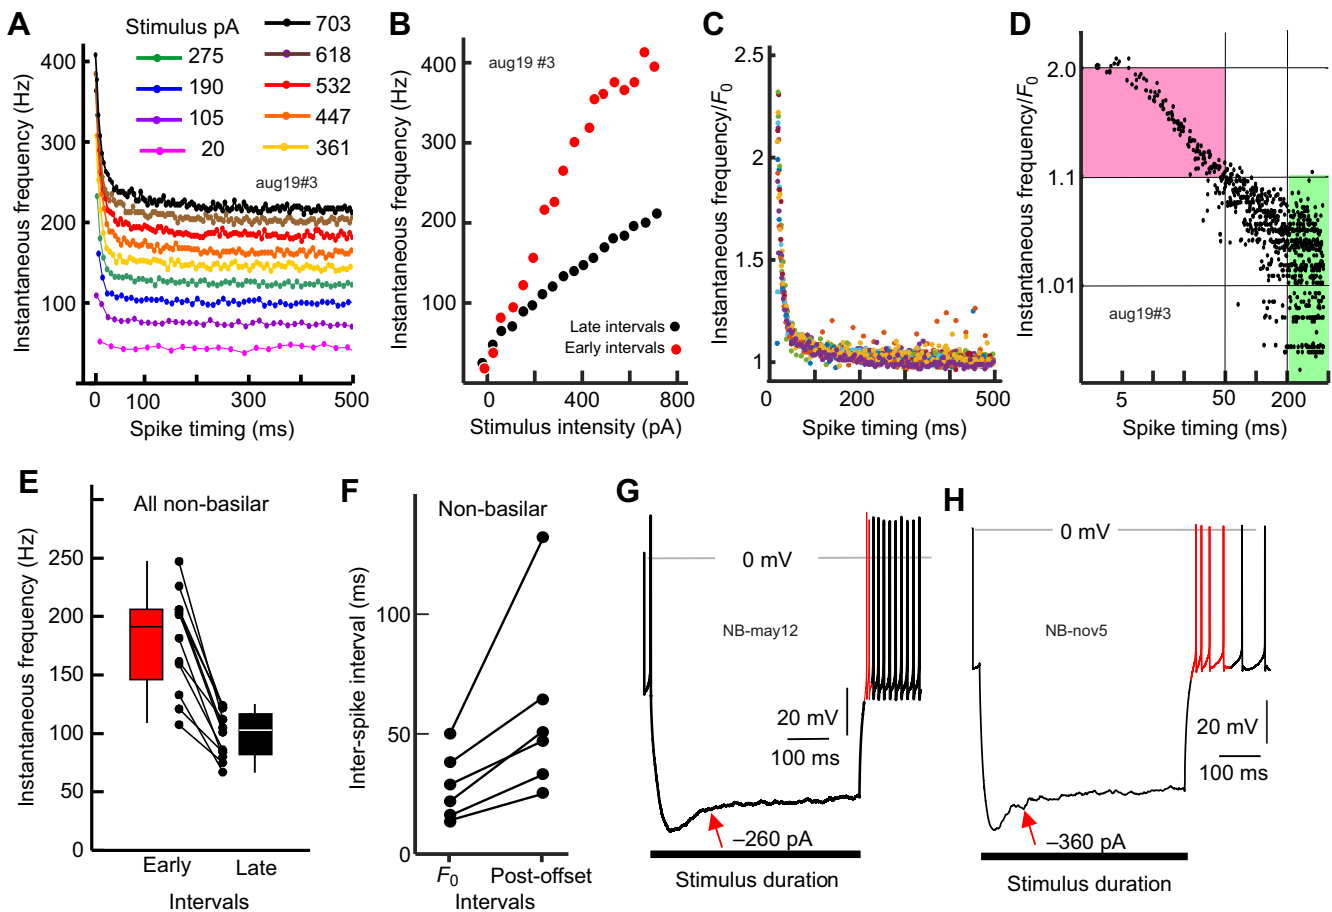 A
Stimulus pA
275
190
105
20
703
618
532
447
361
aug19#3
400
300
200
100
Instantaneous frequency (Hz)
0
100
300
500
Spike timing (ms)
B
aug19 #3
400
300
200
100
Instantaneous frequency (Hz)
Late intervals
Early intervals
0
400
800
Stimulus intensity (pA)
C
2.5
2
1.5
1
Instantaneous frequency/F0
0
200
500
Spike timing (ms)
D
2.0
1.1
1.01
Instantaneous frequency/F0
aug19#3
5
50
200
Spike timing (ms)
E
All non-basilar
250
200
150
100
50
0
Instantaneous frequency (Hz)
Early
Late
Intervals
F
Non-basilar
100
50
0
Inter-spike interval (ms)
F0
Post-offset
Intervals
G
0 mV
NB-may12
20 mV
100 ms
–260 pA
Stimulus duration
H
0 mV
NB-nov5
20 mV
100 ms
–360 pA
Stimulus duration